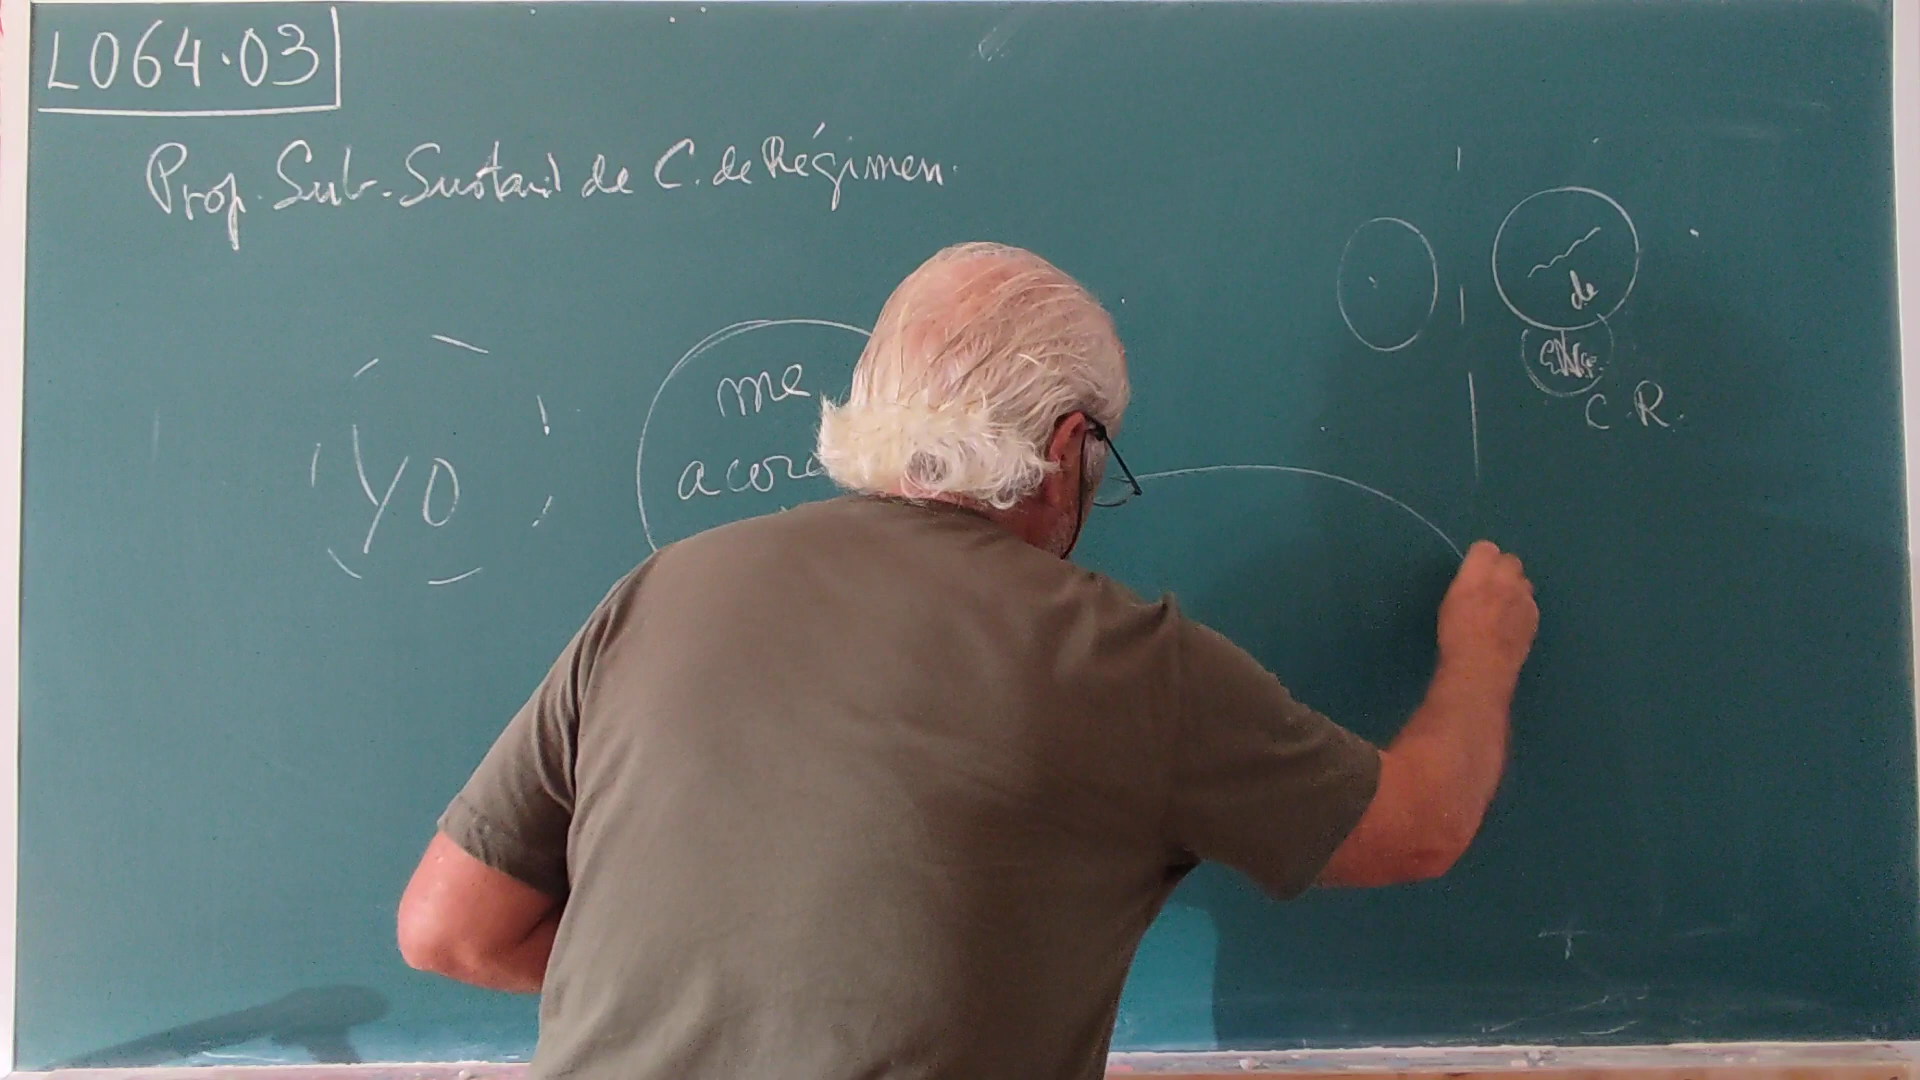 L064.03
Prop. Sub. Sustant de C. de Régimen.
de
C.R.
me
YO
acor